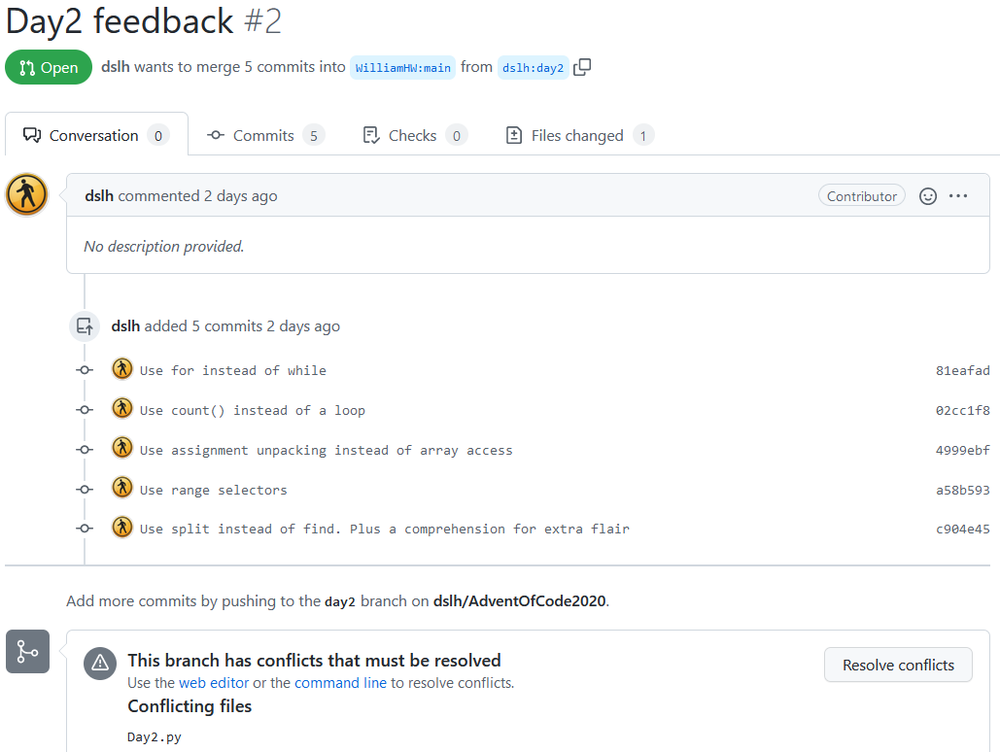 Day2 feedback #2
Open dslh wants to merge 5 commits into WilliamHW:main from dslh:day2
Conversation 0 Commits 5 Checks 0 Files changed 1
dslh commented 2 days ago Contributor
No description provided.
dslh added 5 commits 2 days ago
Use for instead of while 81eafad
Use count() instead of a loop 02cc1f8
Use assignment unpacking instead of array access 4999ebf
Use range selectors a58b593
Use split instead of find. Plus a comprehension for extra flair c904e45
Add more commits by pushing to the day2 branch on dslh/AdventOfCode2020.
This branch has conflicts that must be resolved Resolve conflicts
Use the web editor or the command line to resolve conflicts.
Conflicting files
Day2.py